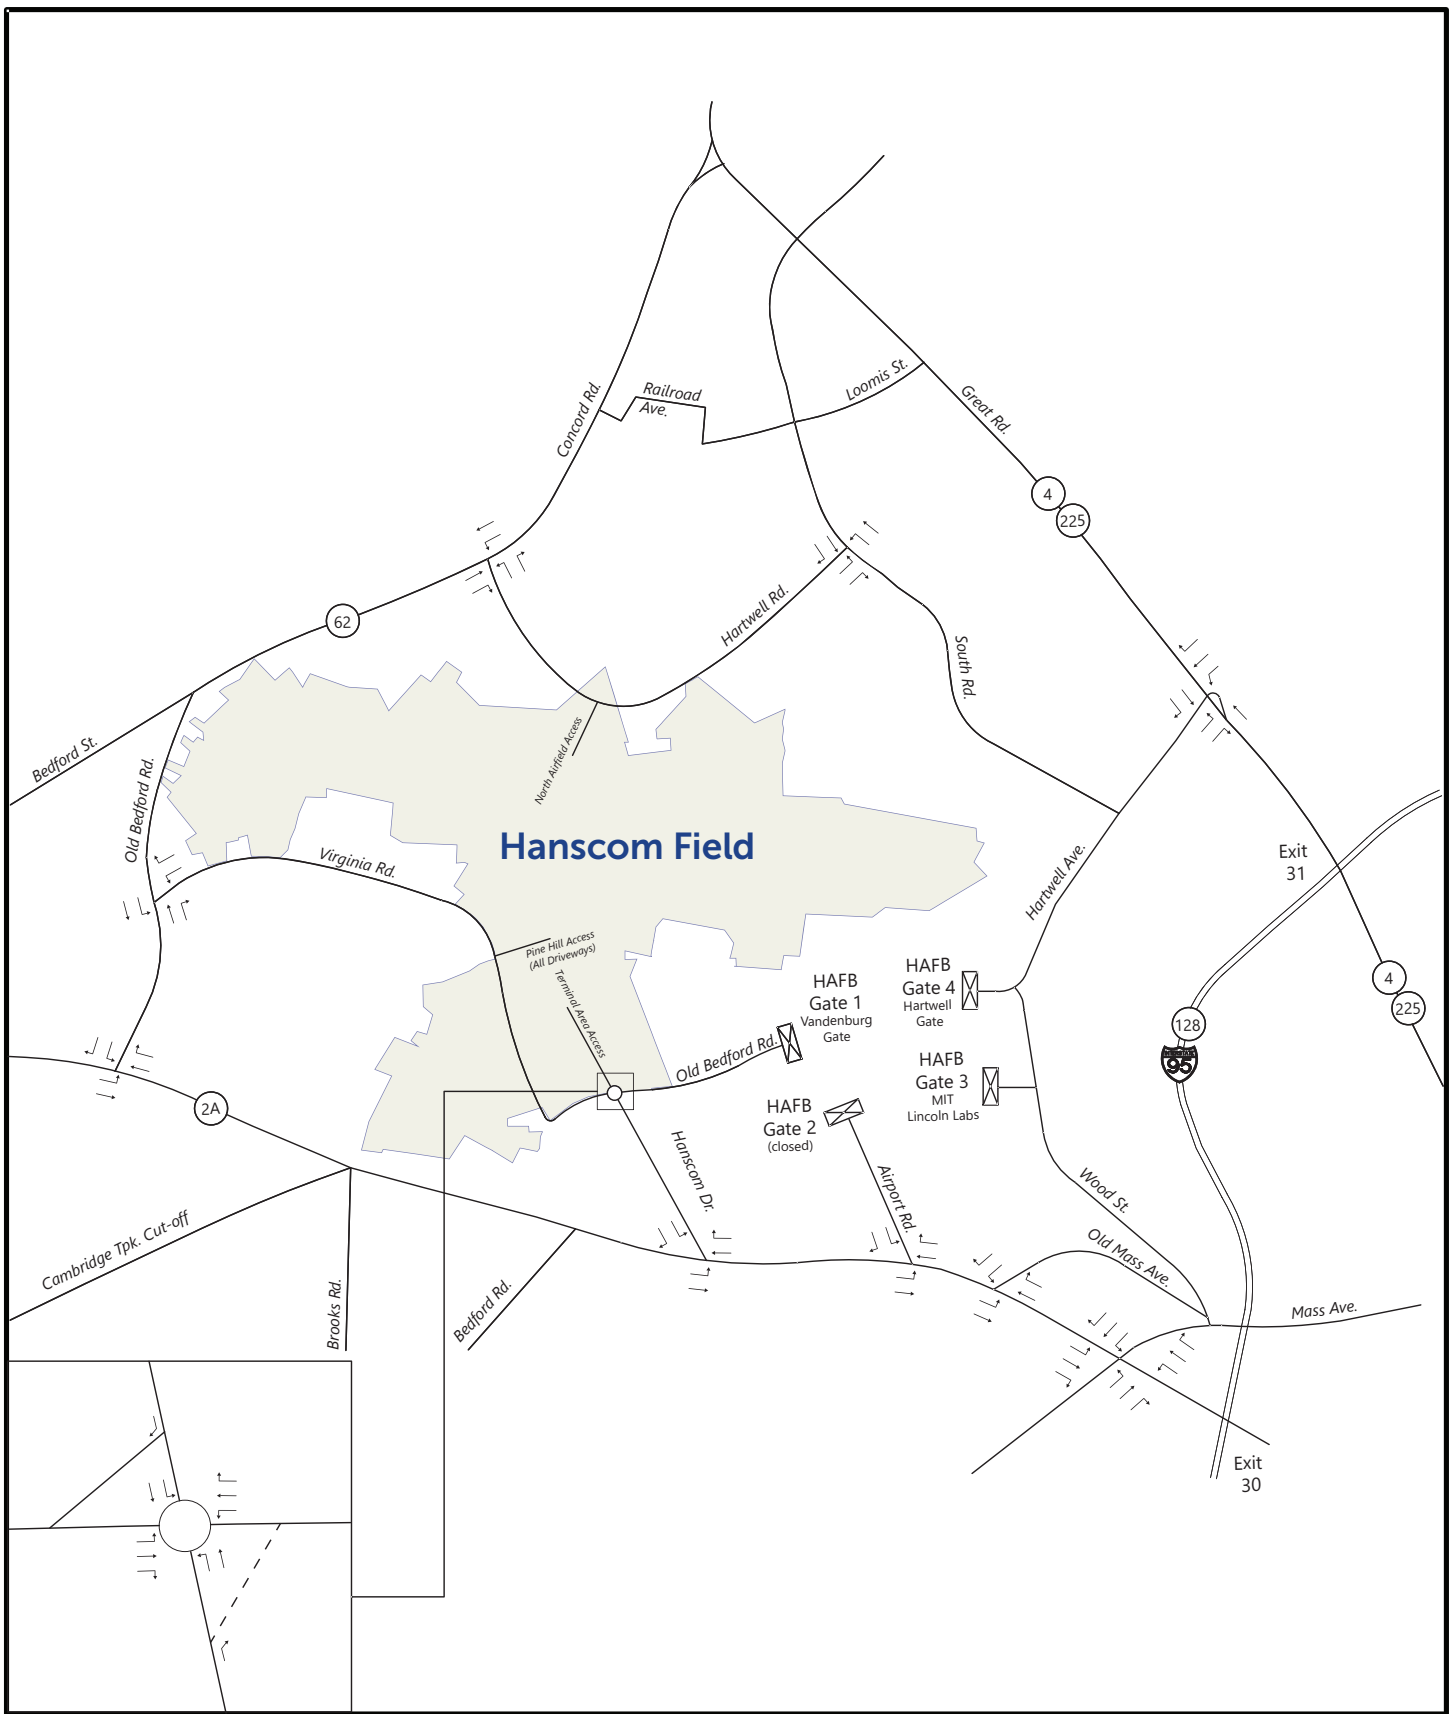 Railroad
Ave.
Loomis St.
Concord Rd.
Great Rd.
4
225
62
Hartwell Rd.
South Rd.
Bedford St.
North Airfield Access
Old Bedford Rd.
Hanscom Field
Virginia Rd.
Exit
31
Hartwell Ave.
Pine Hill Access
(All Driveways)
Terminal Area Access
HAFB
Gate 1
Vandenburg
Gate
HAFB
Gate 4
Hartwell
Gate
4
225
128
INTERSTATE
95
Old Bedford Rd.
HAFB
Gate 3
MIT
Lincoln Labs
2A
HAFB
Gate 2
(closed)
Hanscom Dr.
Airport Rd.
Wood St.
Old Mass Ave.
Cambridge Tpk. Cut-off
Brooks Rd.
Bedford Rd.
Mass Ave.
Exit
30